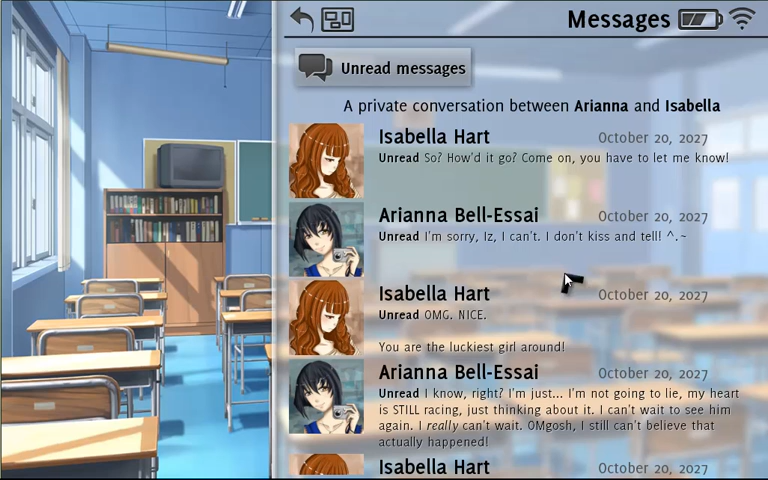 Messages
Unread messages
A private conversation between Arianna and Isabella
Isabella Hart
October 20, 2027
Unread So? How'd it go? Come on, you have to let me know!
Arianna Bell-Essai
October 20, 2027
Unread I'm sorry, Iz, I can't. I don't kiss and tell! ^.~
Isabella Hart
October 20, 2027
Unread OMG. NICE.
You are the luckiest girl around!
Arianna Bell-Essai
October 20, 2027
Unread I know, right? I'm just... I'm not going to lie, my heart
is STILL racing, just thinking about it. I can't wait to see him
again. I really can't wait. OMgosh, I still can't believe that
actually happened!
Isabella Hart
October 20, 2027